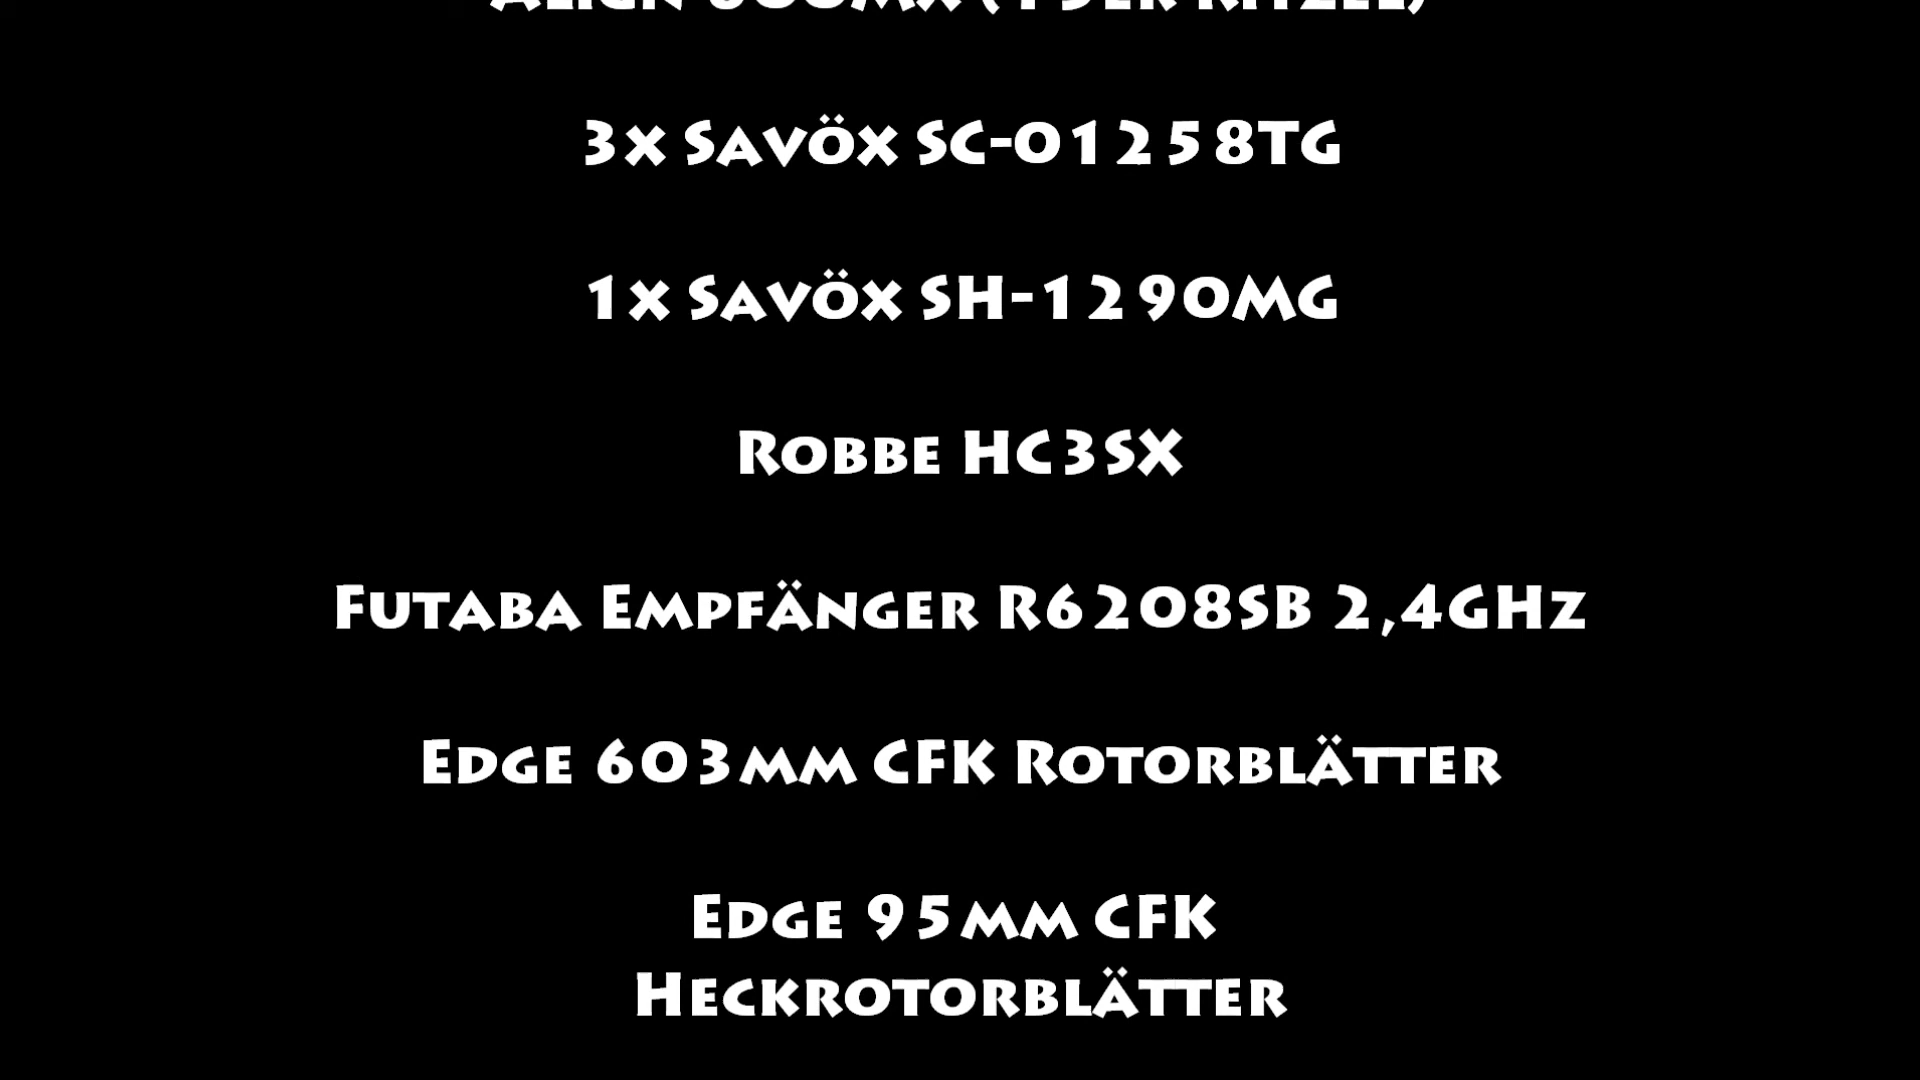 3x Savöx SC-01258TG
1x Savöx SH-1290MG
Robbe HC3SX
Futaba Empfänger R6208SB 2,4GHz
Edge 603mm CFK Rotorblätter
Edge 95mm CFK
Heckrotorblätter